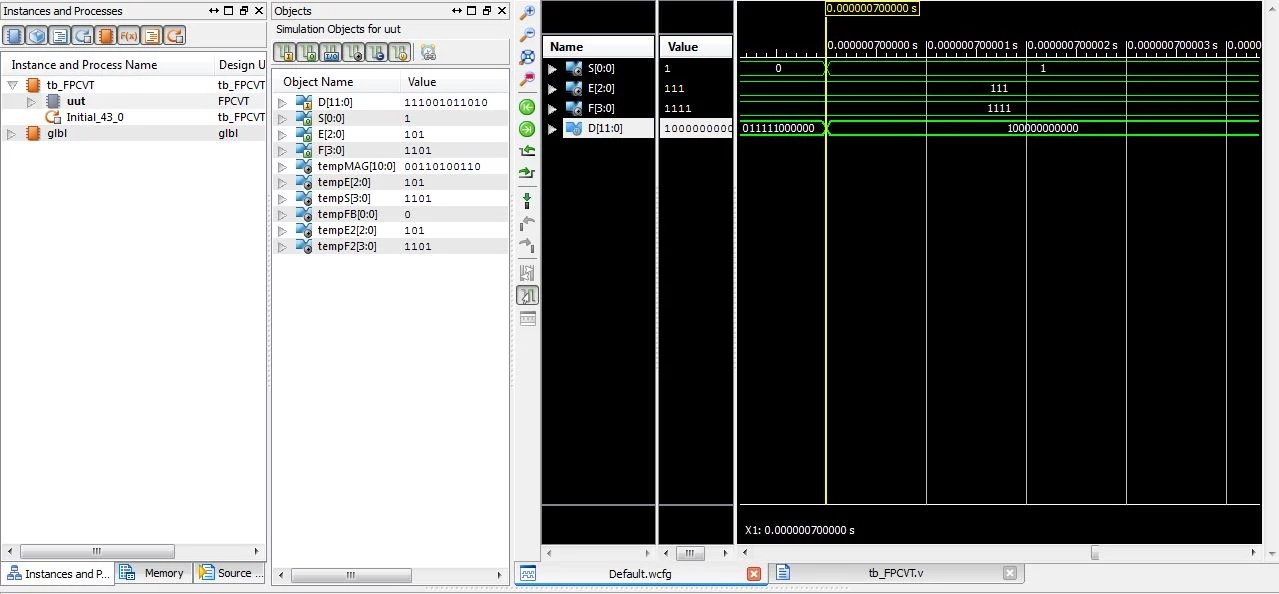 Instances and Processes
Instance and Process Name Design U
tb_FPCVT tb_FPCVT
uut FPCVT
Initial_43_0 tb_FPCVT
glbl glbl
Instances and P... Memory Source ...
Objects
Simulation Objects for uut
Object Name Value
D[11:0] 111001011010
S[0:0] 1
E[2:0] 101
F[3:0] 1101
tempMAG[10:0] 00110100110
tempE[2:0] 101
tempS[3:0] 1101
tempFB[0:0] 0
tempE2[2:0] 101
tempF2[3:0] 1101
Name Value
S[0:0] 1
E[2:0] 111
F[3:0] 1111
D[11:0] 1000000000
0.000000700000 s
0.000000700000 s 0.000000700001 s 0.000000700002 s 0.000000700003 s 0.0000
0 1
111
1111
011111000000 100000000000
X1: 0.000000700000 s
Default.wcfg tb_FPCVT.v